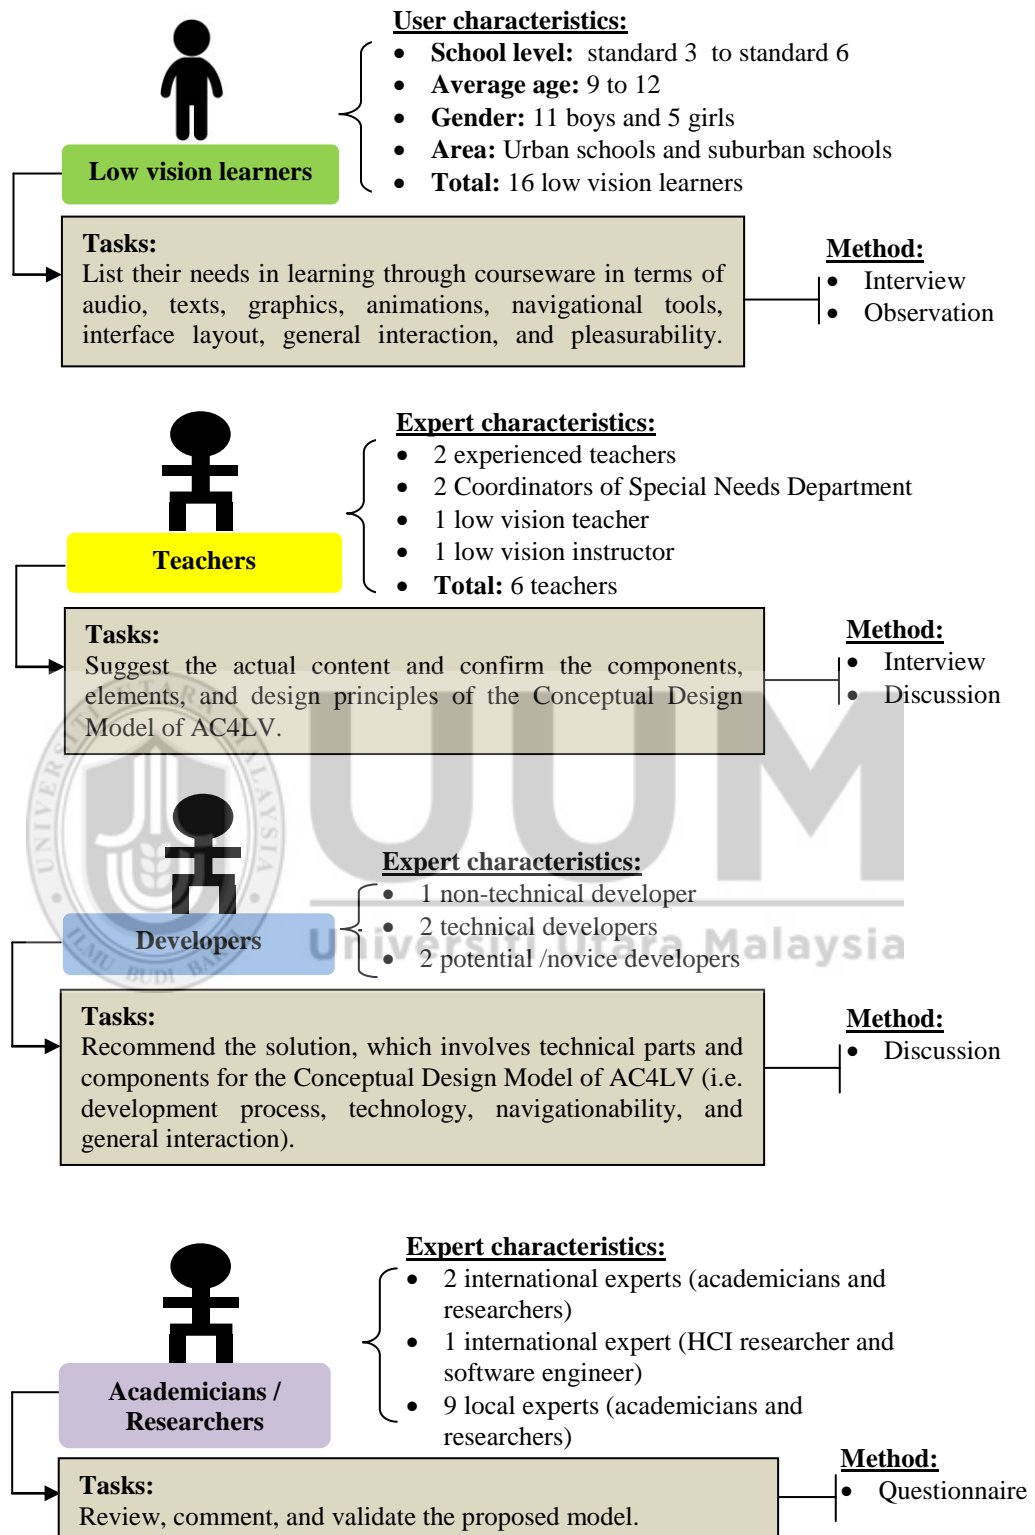 User characteristics:
• School level: standard 3 to standard 6
• Average age: 9 to 12
• Gender: 11 boys and 5 girls
• Area: Urban schools and suburban schools
• Total: 16 low vision learners
Low vision learners
Tasks:
List their needs in learning through courseware in terms of
audio, texts, graphics, animations, navigational tools,
interface layout, general interaction, and pleasurability.
Method:
• Interview
• Observation
Expert characteristics:
• 2 experienced teachers
• 2 Coordinators of Special Needs Department
• 1 low vision teacher
• 1 low vision instructor
• Total: 6 teachers
Teachers
Tasks:
Suggest the actual content and confirm the components,
elements, and design principles of the Conceptual Design
Model of AC4LV.
Method:
• Interview
• Discussion
UNIVERSITI UTARA MALAYSIA
ILMU BUDI BAKTI
UUM
Universiti Utara Malaysia
Expert characteristics:
• 1 non-technical developer
• 2 technical developers
• 2 potential /novice developers
Developers
Tasks:
Recommend the solution, which involves technical parts and
components for the Conceptual Design Model of AC4LV (i.e.
development process, technology, navigationability, and
general interaction).
Method:
• Discussion
Expert characteristics:
• 2 international experts (academicians and
researchers)
• 1 international expert (HCI researcher and
software engineer)
• 9 local experts (academicians and
researchers)
Academicians /
Researchers
Tasks:
Review, comment, and validate the proposed model.
Method:
• Questionnaire